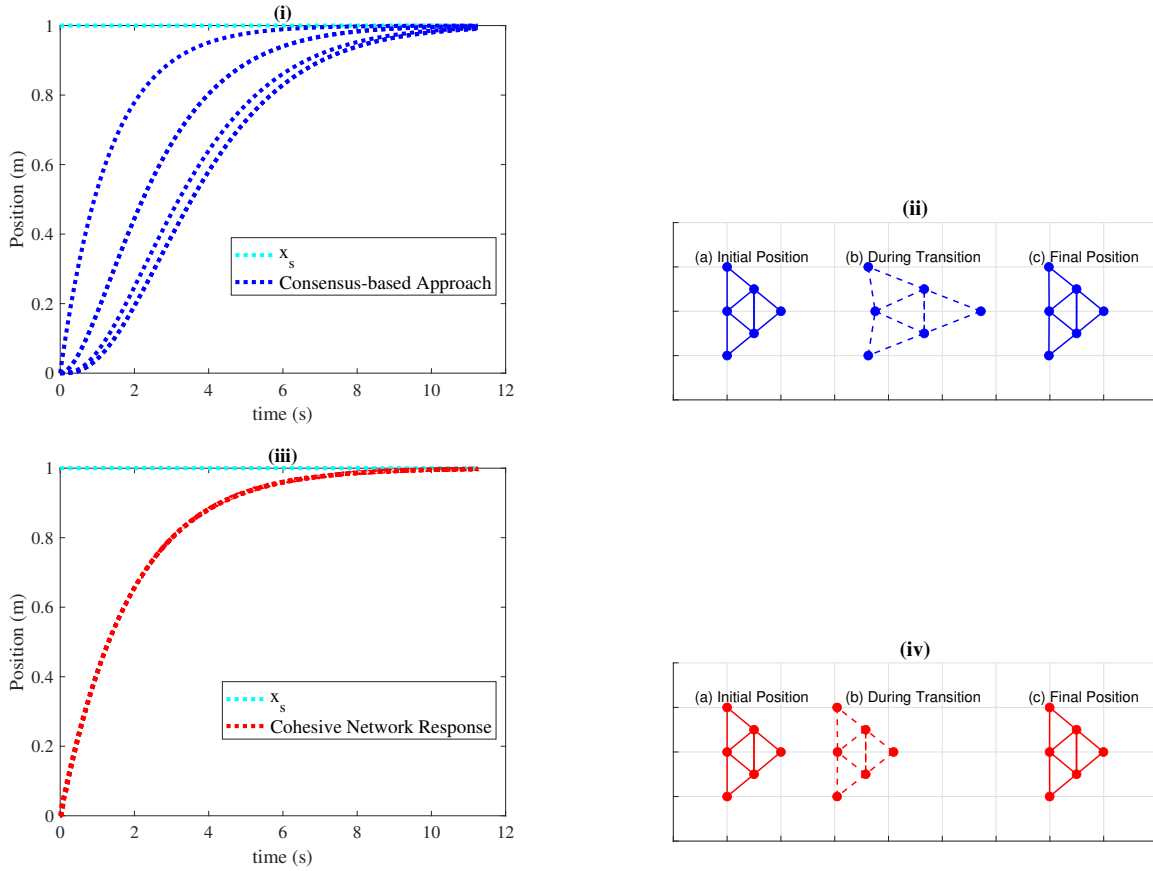 (i)
1
0.8
0.6
0.4
0.2
0
Position (m)
x_s
Consensus-based Approach
0 2 4 6 8 10 12
time (s)
(ii)
(a) Initial Position (b) During Transition (c) Final Position
(iii)
1
0.8
0.6
0.4
0.2
0
Position (m)
x_s
Cohesive Network Response
0 2 4 6 8 10 12
time (s)
(iv)
(a) Initial Position (b) During Transition (c) Final Position